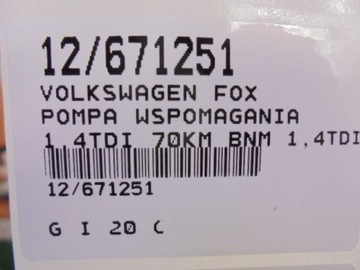 12/671251
VOLKSWAGEN FOX
POMPA WSPOMAGANIA
1,4TDI 70KM BNM 1,4TDI
12/671251
G I 20 C